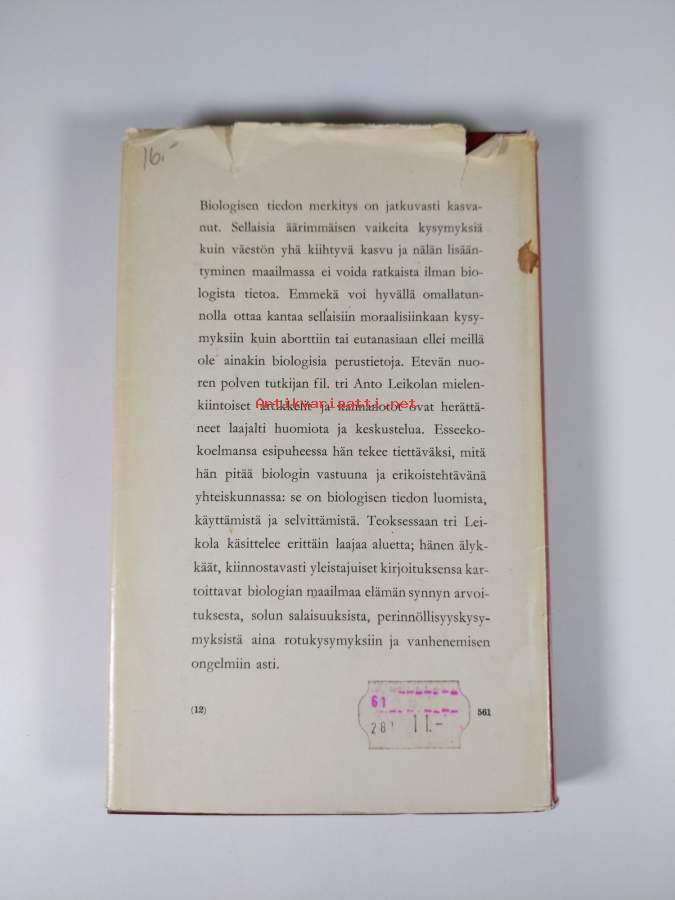 16.-
Biologisen tiedon merkitys on jatkuvasti kasva-
nut. Sellaisia äärimmäisen vaikeita kysymyksiä
kuin väestön yhä kiihtyvä kasvu ja nälän lisään-
tyminen maailmassa ei voida ratkaista ilman bio-
logista tietoa. Emmekä voi hyvällä omallatun-
nolla ottaa kantaa sellaisiin moraalisiinkaan kysy-
myksiin kuin aborttiin tai eutanasiaan ellei meillä
ole ainakin biologisia perustietoja. Etevän nuo-
ren polven tutkijan fil. tri Anto Leikolan mielen-
Antikvariaatti.net
kiintoiset artikkelit ja kannanotot ovat herättä-
neet laajalti huomiota ja keskustelua. Esseeko-
koelmansa esipuheessa hän tekee tiettäväksi, mitä
hän pitää biologin vastuuna ja erikoistehtävänä
yhteiskunnassa: se on biologisen tiedon luomista,
käyttämistä ja selvittämistä. Teoksessaan tri Lei-
kola käsittelee erittäin laajaa aluetta; hänen älyk-
käät, kiinnostavasti yleistajuiset kirjoituksensa kar-
toittavat biologian maailmaa elämän synnyn arvoi-
tuksesta, solun salaisuuksista, perinnöllisyyskysy-
myksistä aina rotukysymyksiin ja vanhenemisen
ongelmiin asti.
61
28 11.-
(12) 561